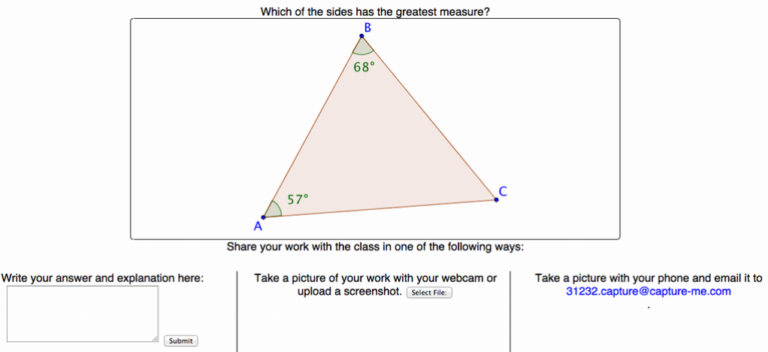 Which of the sides has the greatest measure?
B
68°
57°
C
A
Share your work with the class in one of the following ways:
Write your answer and explanation here:
Submit
Take a picture of your work with your webcam or
upload a screenshot. Select File:
Take a picture with your phone and email it to
31232.capture@capture-me.com
.